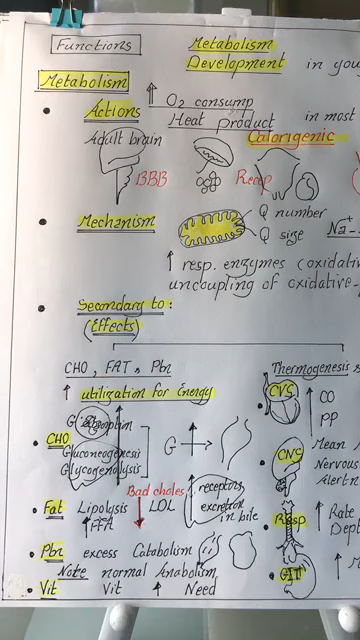 Functions
Metabolism
Development in you
Metabolism
Actions ↑ O2 consump
Heat product in most
Adult brain Calorigenic
BBB
Mechanism
Q number
Q size Na+
↑ resp. enzymes (oxidati
uncoupling of oxidative-
Secondary to:
(Effects)
CHO, FAT, Ptn
Thermogenesis
↑ utilization for Energy
CVS ↑ CO
PP
G absorption
CHO Gluconeogenesis G
Glycogenolysis
Mean
CNS Nervous
Alertn
Bad choles receptors
Fat Lipolysis LDL excretion
↑ FFA in bile
Resp ↑ Rate
Dept
Ptn excess Catabolism
Note normal Anabolism
GIT
Vit Vit ↑ Need